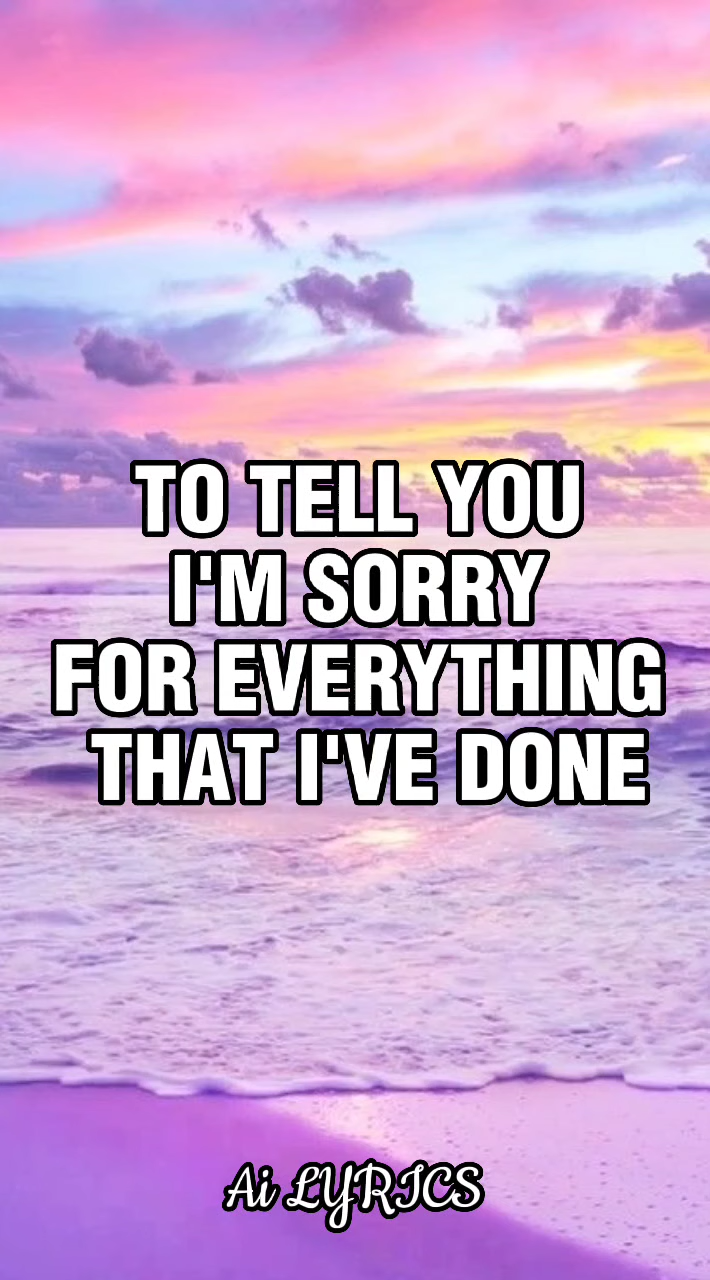 TO TELL YOU
I'M SORRY
FOR EVERYTHING
THAT I'VE DONE
Ai LYRICS